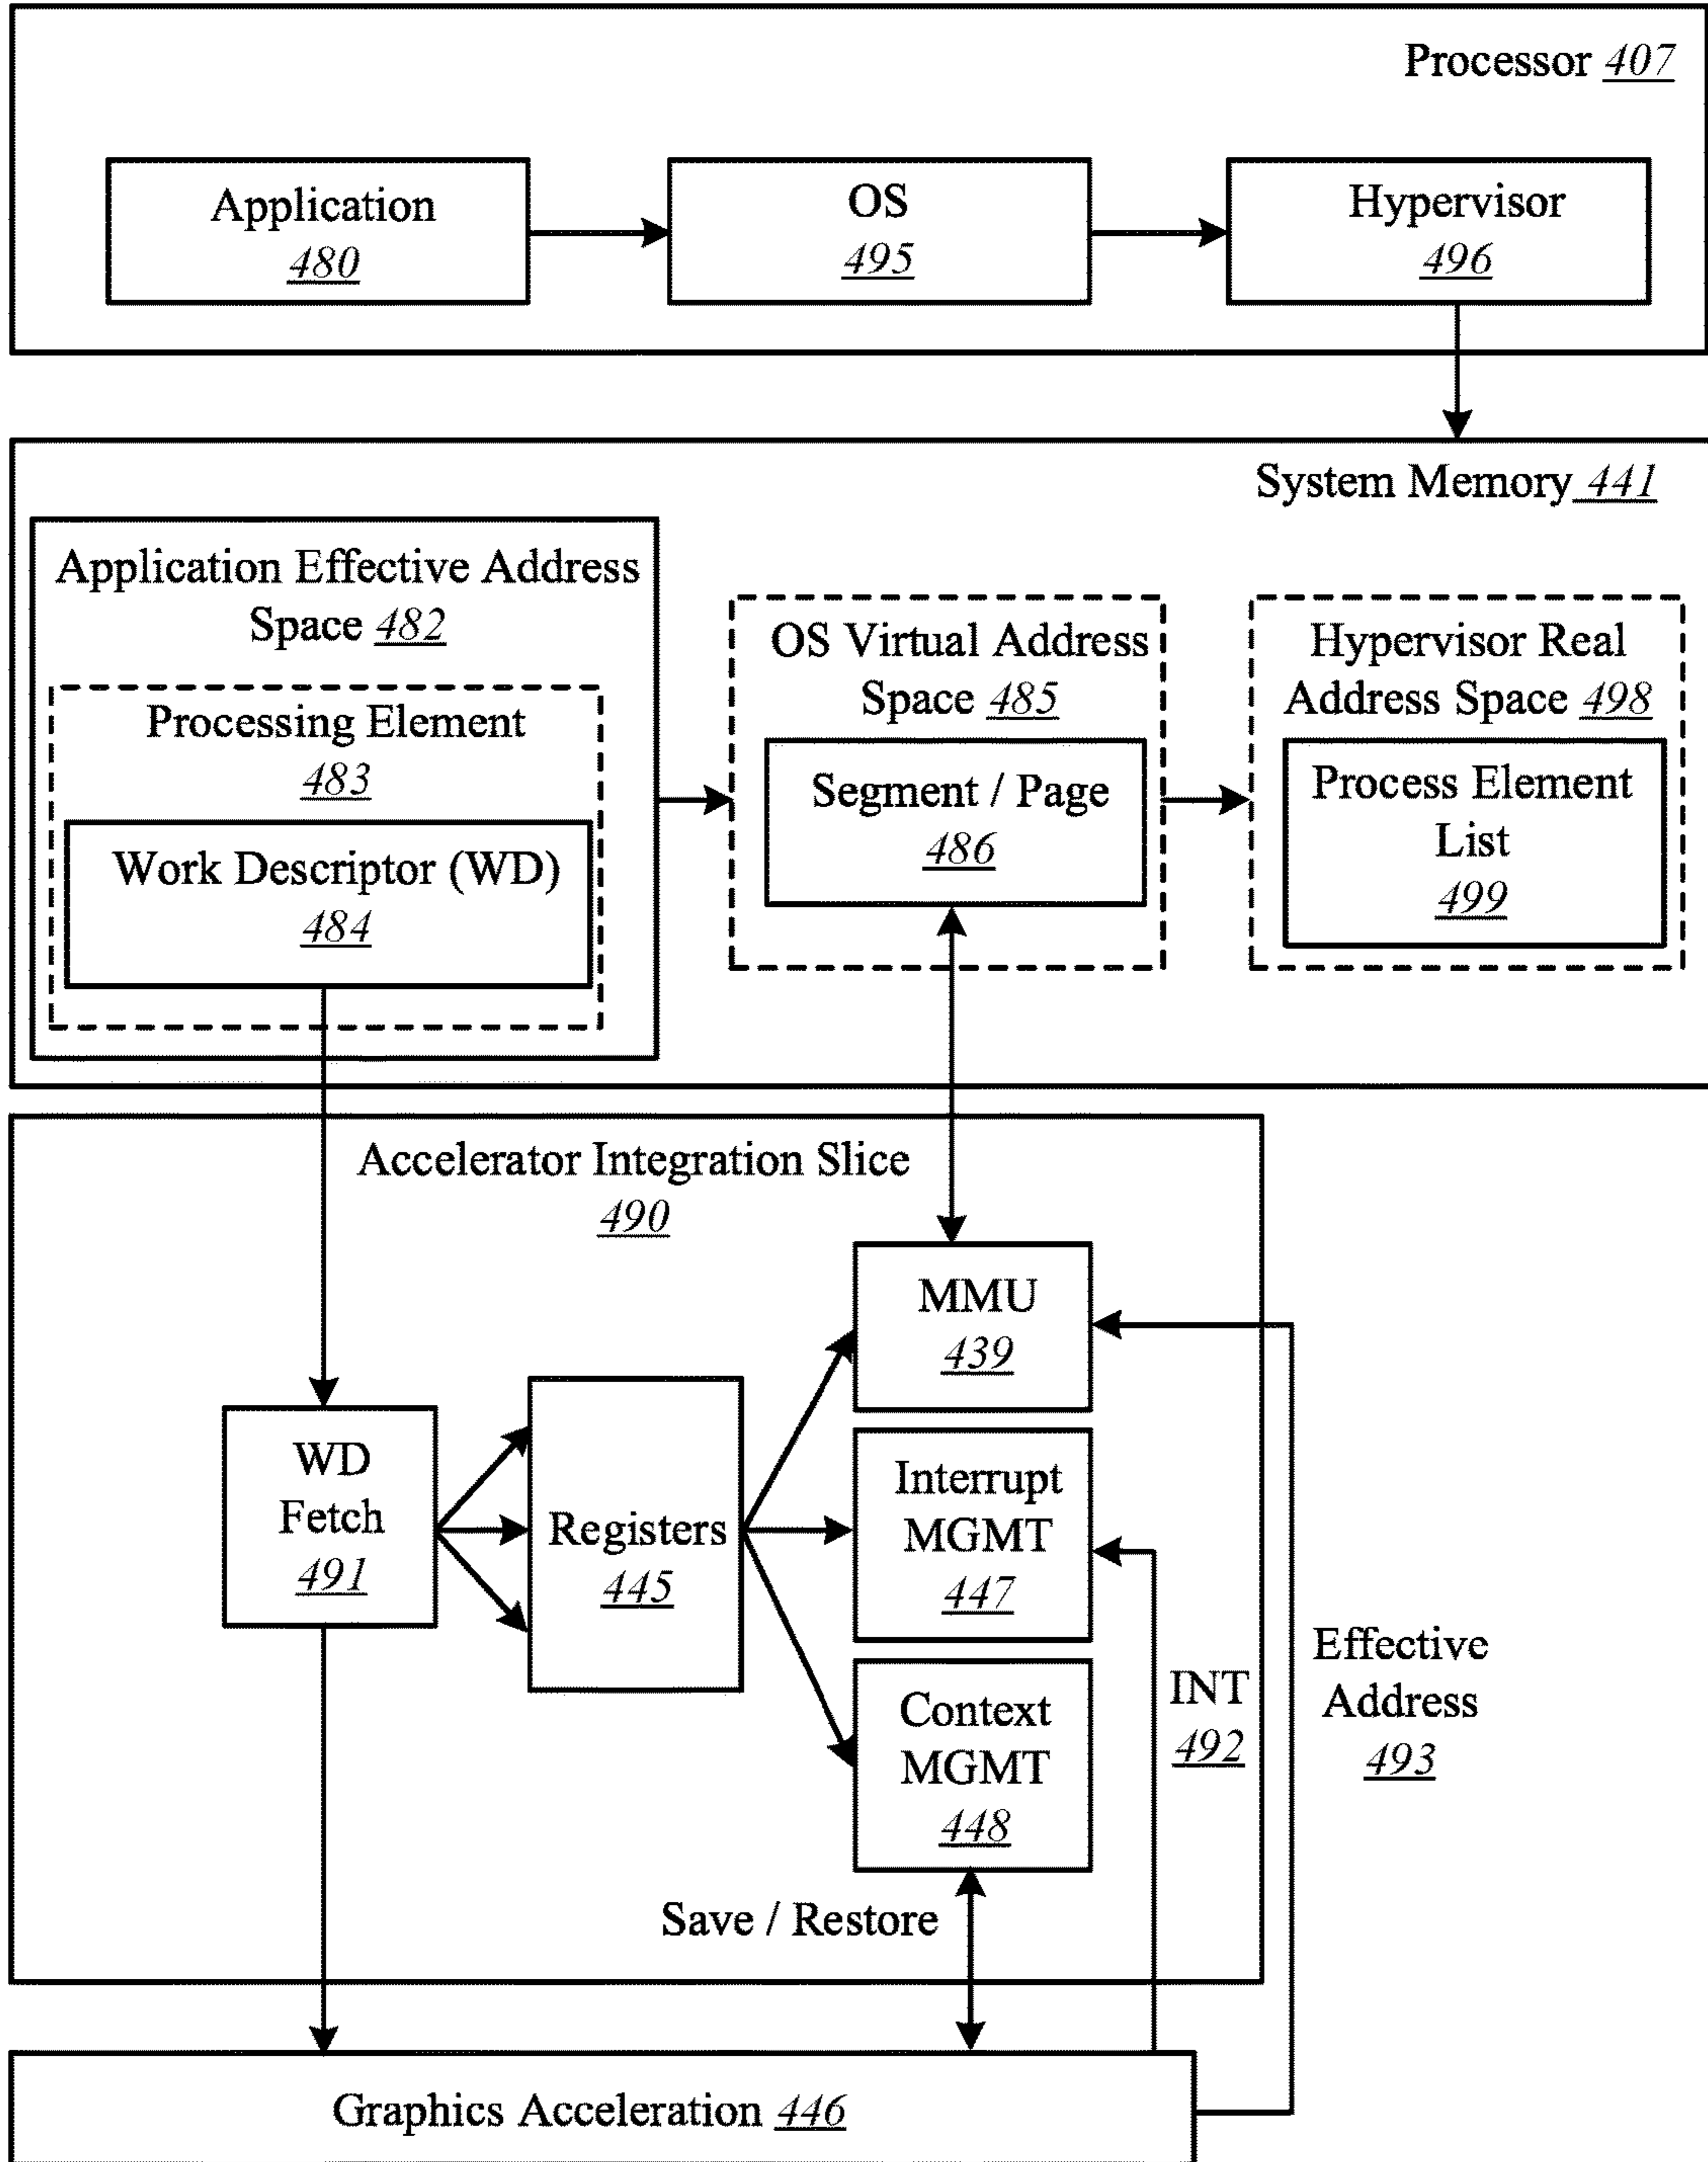 Processor 407
Application
480
OS
495
Hypervisor
496
System Memory 441
Application Effective Address
Space 482
Processing Element
483
Work Descriptor (WD)
484
OS Virtual Address
Space 485
Segment / Page
486
Hypervisor Real
Address Space 498
Process Element
List
499
Accelerator Integration Slice
490
MMU
439
WD
Fetch
491
Registers
445
Interrupt
MGMT
447
Context
MGMT
448
INT
492
Effective
Address
493
Save / Restore
Graphics Acceleration 446